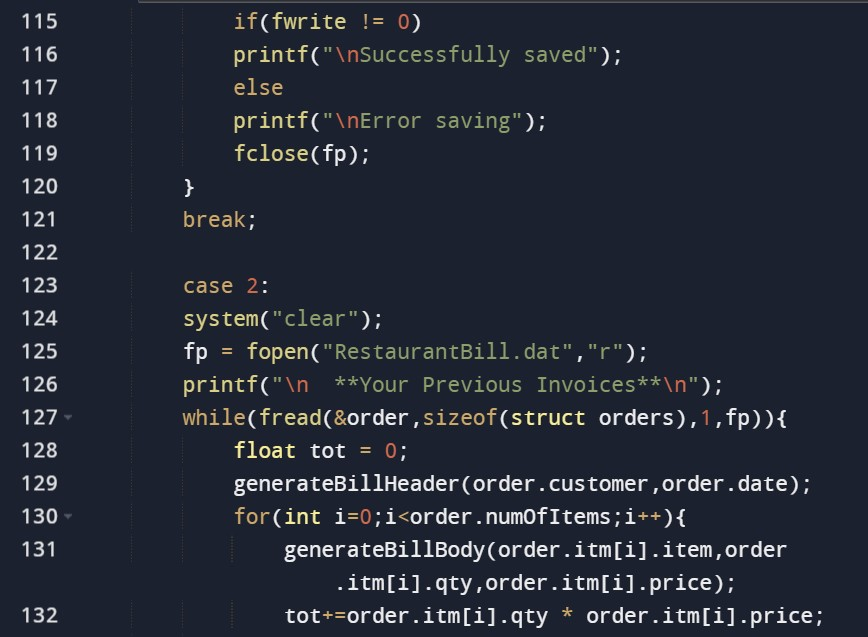 115 if(fwrite != 0)
116 printf("\nSuccessfully saved");
117 else
118 printf("\nError saving");
119 fclose(fp);
120 }
121 break;
122
123 case 2:
124 system("clear");
125 fp = fopen("RestaurantBill.dat","r");
126 printf("\n  **Your Previous Invoices**\n");
127 while(fread(&order,sizeof(struct orders),1,fp)){
128 float tot = 0;
129 generateBillHeader(order.customer,order.date);
130 for(int i=0;i<order.numOfItems;i++){
131 generateBillBody(order.itm[i].item,order
.itm[i].qty,order.itm[i].price);
132 tot+=order.itm[i].qty * order.itm[i].price;